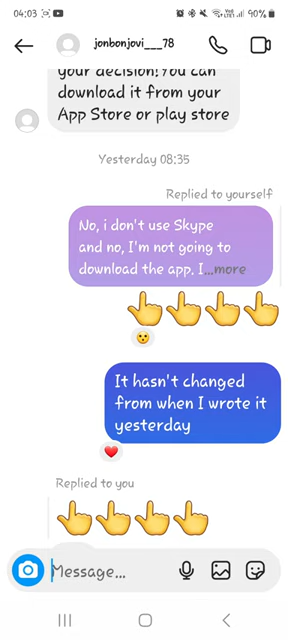 04:03 90%
jonbonjovi___78
your decision!You can
download it from your
App Store or play store
Yesterday 08:35
Replied to yourself
No, i don't use Skype
and no, I'm not going to
download the app. I...more
It hasn't changed
from when I wrote it
yesterday
Replied to you
Message...